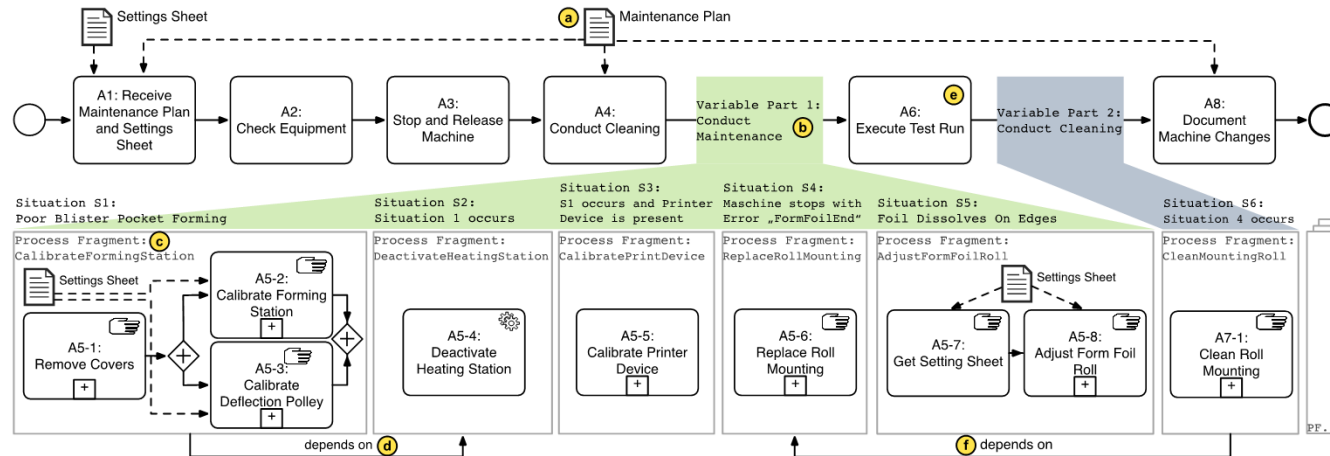 Settings Sheet
a
Maintenance Plan
A1: Receive
Maintenance Plan
and Settings
Sheet
A2:
Check Equipment
A3:
Stop and Release
Machine
A4:
Conduct Cleaning
Variable Part 1:
Conduct
Maintenance
b
e
A6:
Execute Test Run
Variable Part 2:
Conduct Cleaning
A8:
Document
Machine Changes
Situation S1:
Poor Blister Pocket Forming
Situation S2:
Situation 1 occurs
Situation S3:
S1 occurs and Printer
Device is present
Situation S4:
Maschine stops with
Error „FormFoilEnd“
Situation S5:
Foil Dissolves On Edges
Situation S6:
Situation 4 occurs
Process Fragment:
c
CalibrateFormingStation
Settings Sheet
A5-1:
Remove Covers
A5-2:
Calibrate Forming
Station
A5-3:
Calibrate
Deflection Polley
Process Fragment:
DeactivateHeatingStation
A5-4:
Deactivate
Heating Station
Process Fragment:
CalibratePrintDevice
A5-5:
Calibrate Printer
Device
Process Fragment:
ReplaceRollMounting
A5-6:
Replace Roll
Mounting
Process Fragment:
AdjustFormFoilRoll
Settings Sheet
A5-7:
Get Setting Sheet
A5-8:
Adjust Form Foil
Roll
Process Fragment:
CleanMountingRoll
A7-1:
Clean Roll
Mounting
PF.
depends on
d
f
depends on